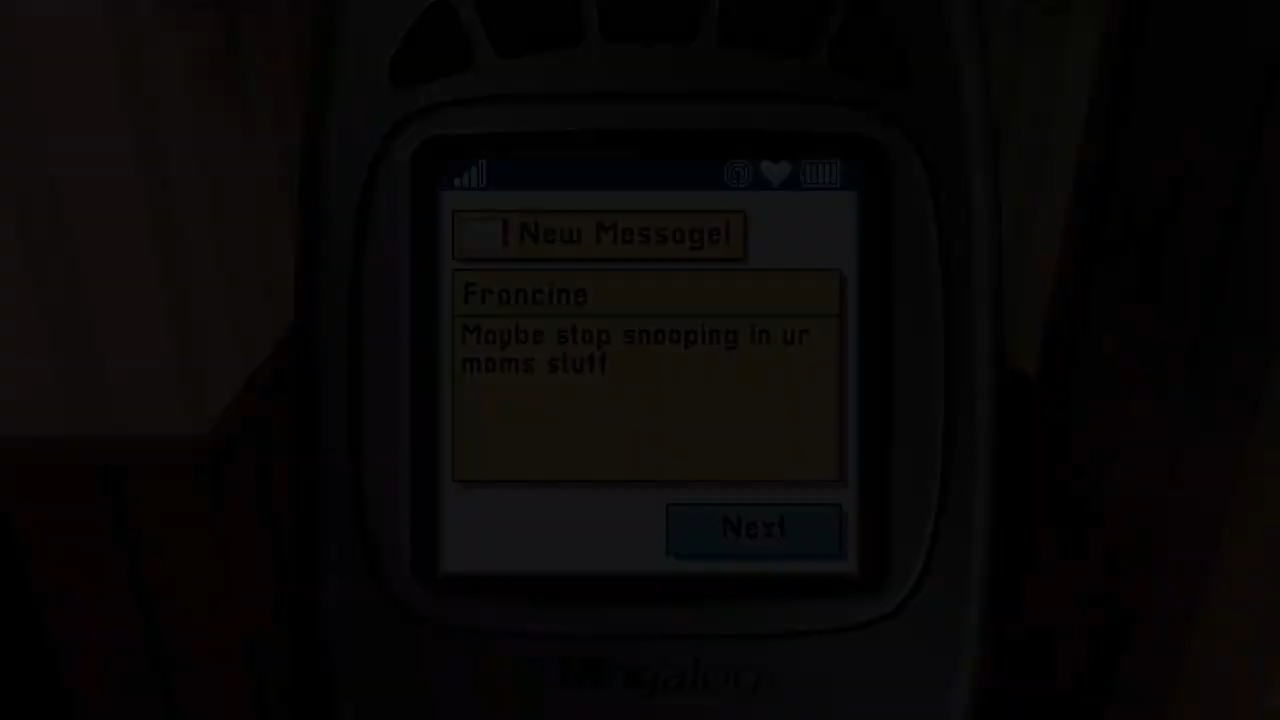 ! New Message!
Francine
Maybe stop snooping in ur
moms stuff
Next